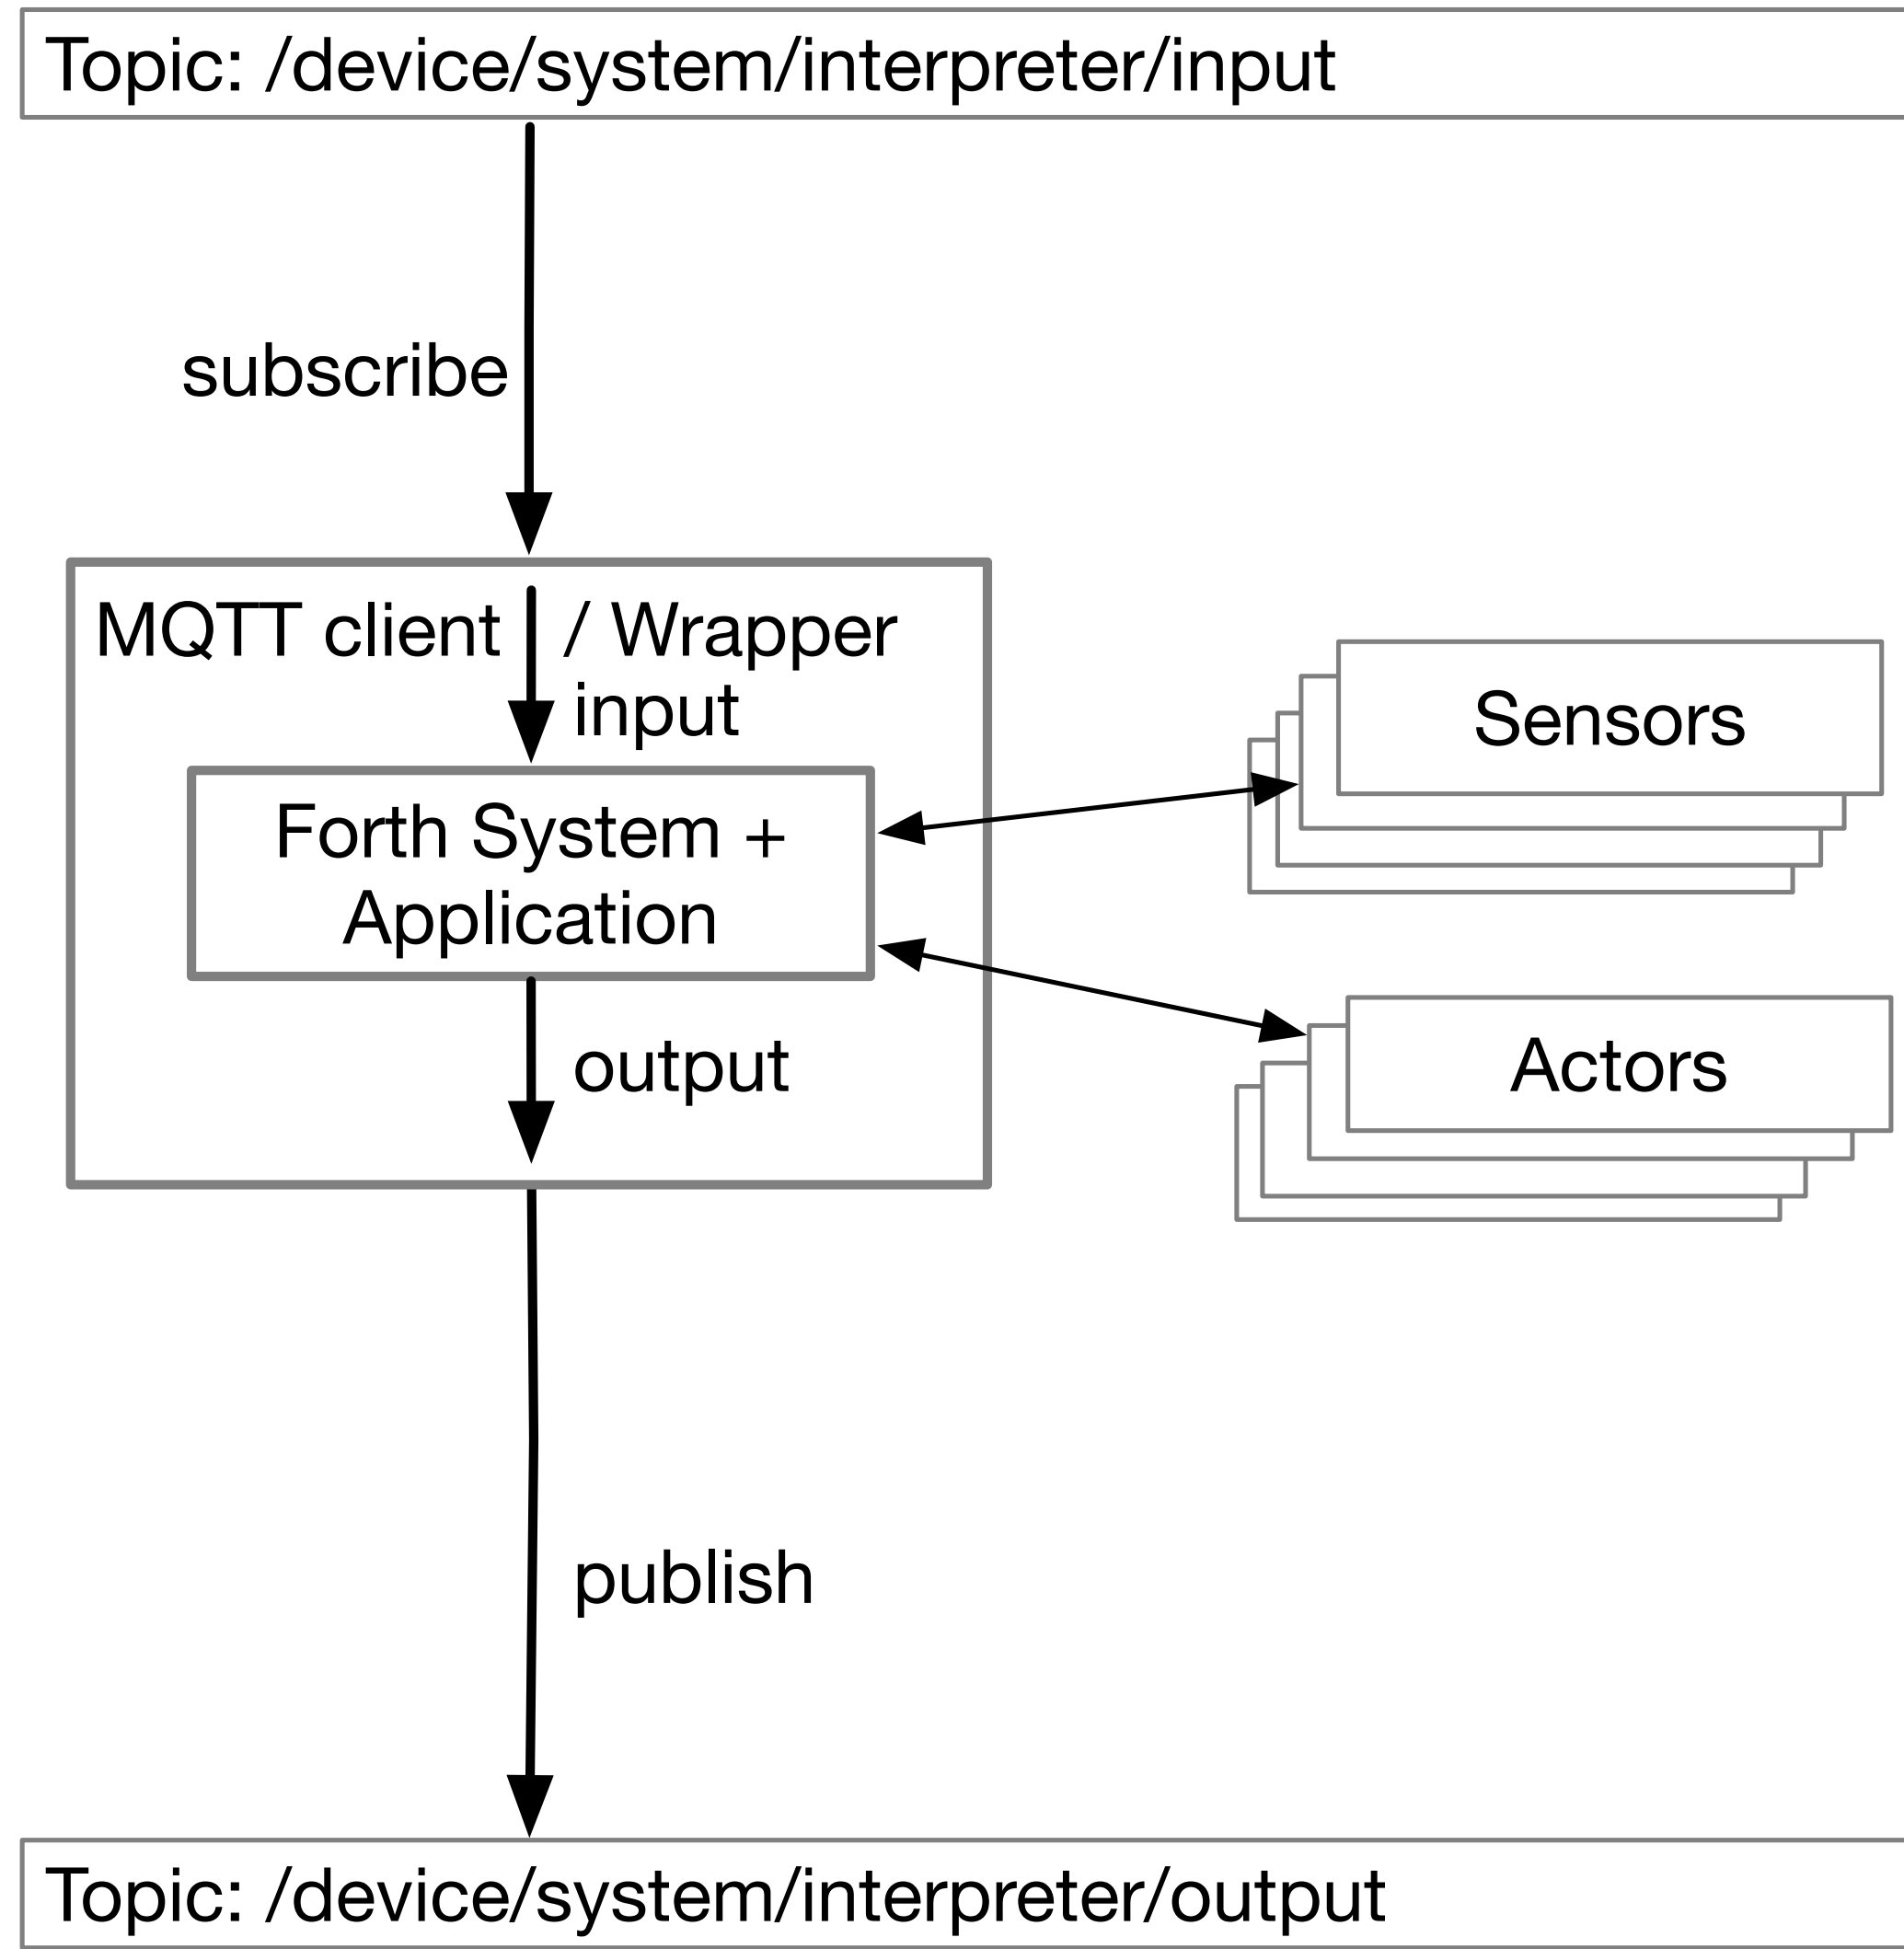 Topic: /device/system/interpreter/input
subscribe
MQTT client / Wrapper
input
Sensors
Forth System +
Application
Actors
output
publish
Topic: /device/system/interpreter/output